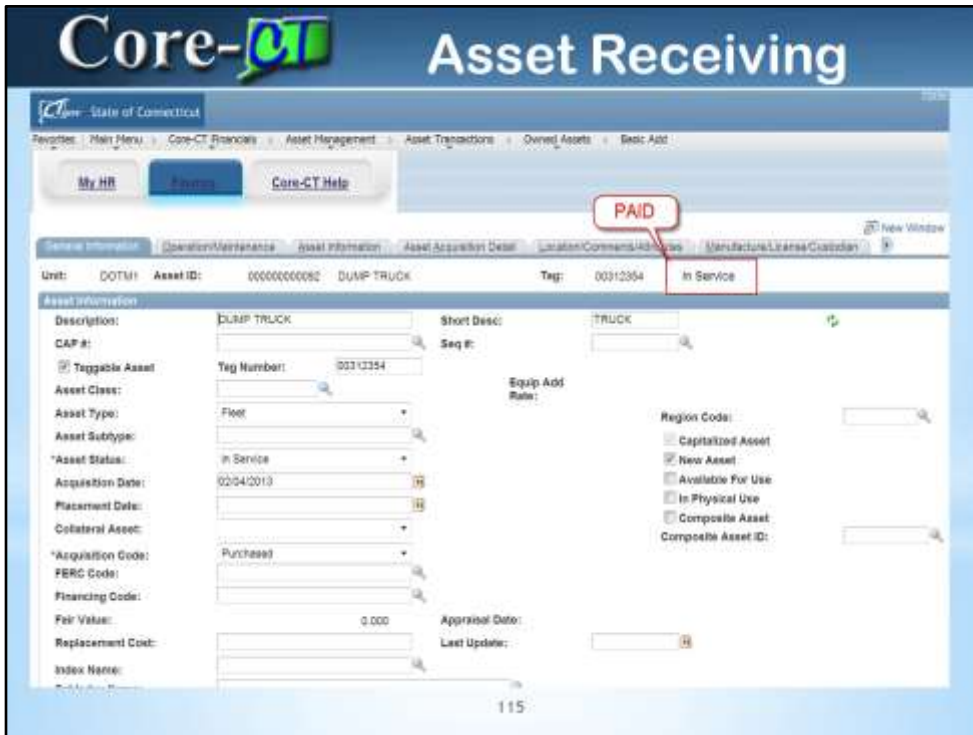 Core-CT Asset Receiving
State of Connecticut
Favorites Main Menu Core-CT Financials Asset Management Asset Transactions Owned Assets Basic Add
My HR Core-CT Help
PAID
New Window
General Information Operation/Maintenance Asset Information Asset Acquisition Detail Location/Comments/Attributes Manufacture/License/Custodian
Unit: DOTM1 Asset ID: 000000000092 DUMP TRUCK Tag: 00312354 In Service
Asset Information
Description: DUMP TRUCK Short Desc: TRUCK
CAP #: Seq #:
Taggable Asset Tag Number: 00312354
Asset Class: Equip Add Rate:
Asset Type: Fleet Region Code:
Asset Subtype: Capitalized Asset
*Asset Status: In Service New Asset
Acquisition Date: 02/04/2013 Available For Use
Placement Date: In Physical Use
Collateral Asset: Composite Asset
Composite Asset ID:
*Acquisition Code: Purchased
FERC Code:
Financing Code:
Fair Value: 0.000 Appraisal Date:
Replacement Cost: Last Update:
Index Name:
115